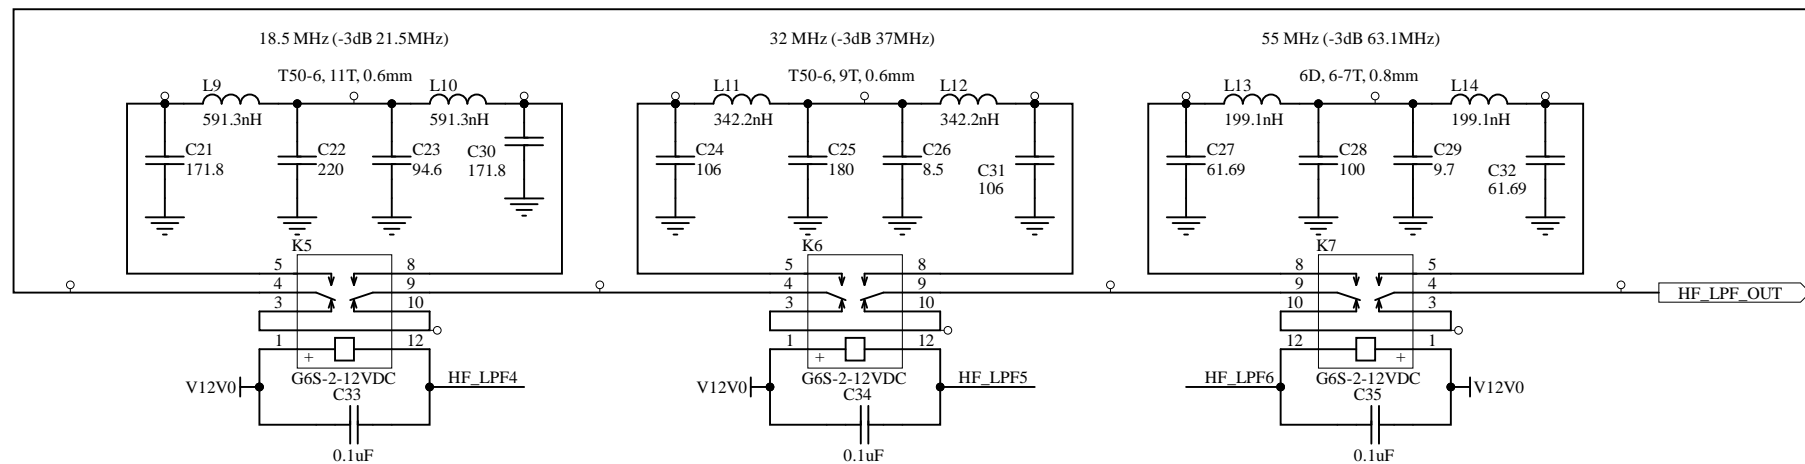 18.5 MHz (-3dB 21.5MHz)
32 MHz (-3dB 37MHz)
55 MHz (-3dB 63.1MHz)
L9
T50-6, 11T, 0.6mm
L10
591.3nH
591.3nH
C21
171.8
C22
220
C23
94.6
C30
171.8
K5
5
4
3
8
9
10
1
12
+
G6S-2-12VDC
V12V0
HF_LPF4
C33
0.1uF
L11
T50-6, 9T, 0.6mm
L12
342.2nH
342.2nH
C24
106
C25
180
C26
8.5
C31
106
K6
5
4
3
8
9
10
1
12
+
G6S-2-12VDC
V12V0
HF_LPF5
C34
0.1uF
L13
6D, 6-7T, 0.8mm
L14
199.1nH
199.1nH
C27
61.69
C28
100
C29
9.7
C32
61.69
K7
8
9
10
5
4
3
12
1
+
G6S-2-12VDC
HF_LPF6
V12V0
C35
0.1uF
HF_LPF_OUT